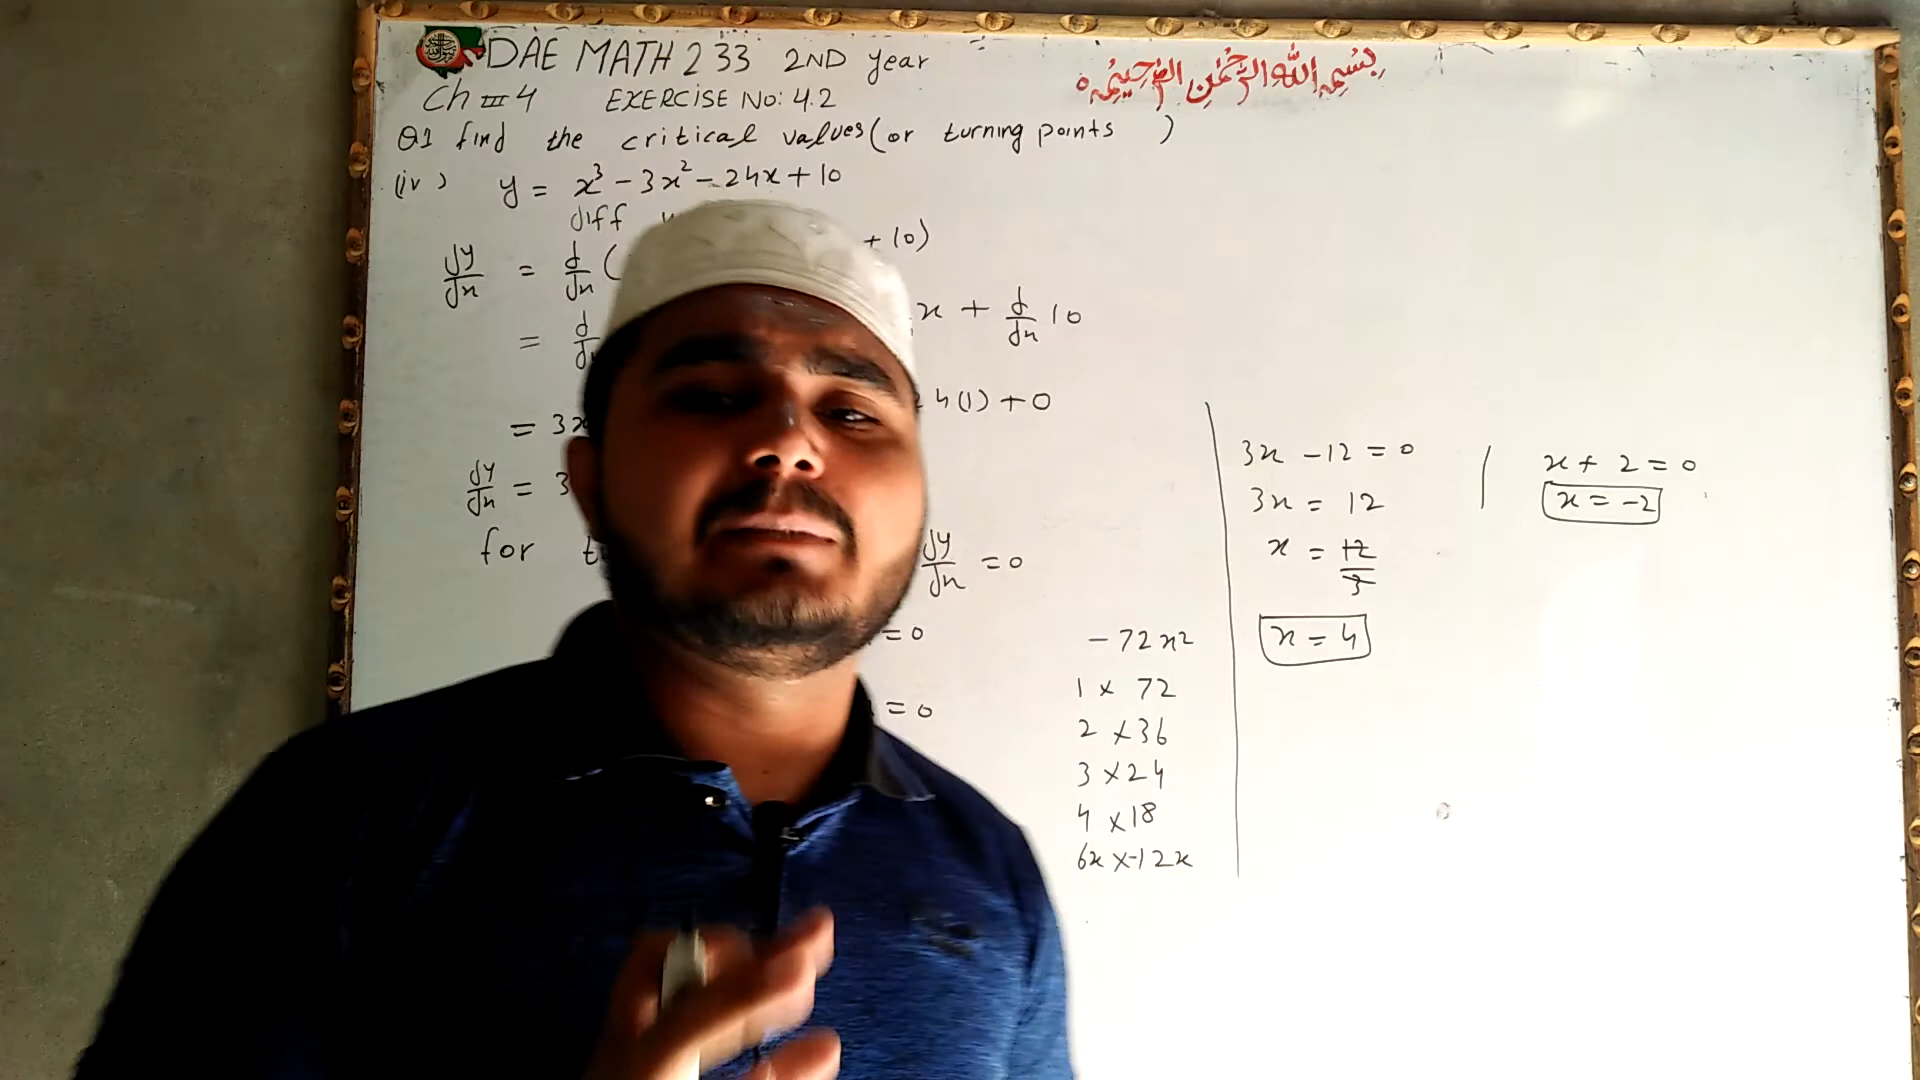 DAE MATH 233 2ND year
بِسْمِ اللهِ الرَّحْمٰنِ الرَّحِيْمِ
Ch # 4 EXERCISE No: 4.2
Q1 find the critical values (or turning points )
(iv) y = x³ - 3x² - 24x + 10
diff
dy/dx = d/dx ( + 10)
= d/dx x + d/dx 10
= 3x 4(1) + 0
dy/dx = 3
for dy/dx = 0
= 0
= 0
- 72x²
1 x 72
2 x 36
3 x 24
4 x 18
6x x -12x
3x - 12 = 0
3x = 12
x = 12/3
x = 4
x + 2 = 0
x = -2